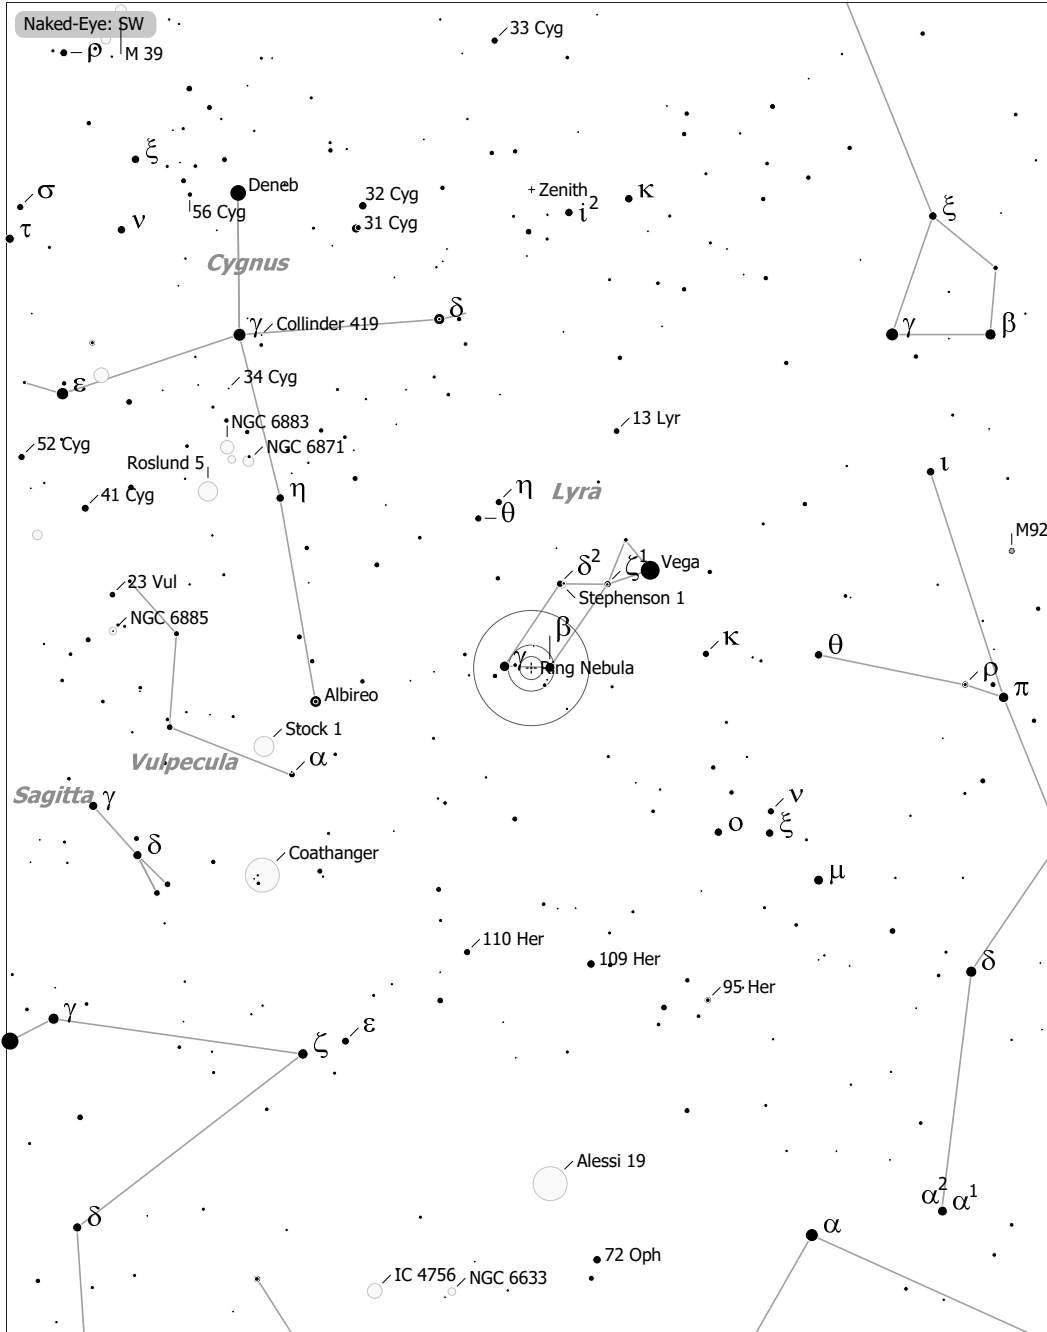 Naked-Eye: SW
33 Cyg
ρ
M 39
ξ
Deneb
σ
56 Cyg
32 Cyg
Zenith
κ
τ
ν
31 Cyg
i²
ξ
Cygnus
δ
γ
Collinder 419
γ
β
ε
34 Cyg
NGC 6883
13 Lyr
52 Cyg
NGC 6871
Roslund 5
ι
41 Cyg
η
η
Lyra
θ
M92
δ²
ζ¹
Vega
23 Vul
Stephenson 1
NGC 6885
β
κ
θ
γ
Ring Nebula
ρ
π
Albireo
Stock 1
Vulpecula
α
Sagitta
γ
ν
ο
ξ
δ
Coathanger
μ
110 Her
109 Her
δ
95 Her
γ
ζ
ε
Alessi 19
α²
α¹
δ
α
72 Oph
IC 4756
NGC 6633